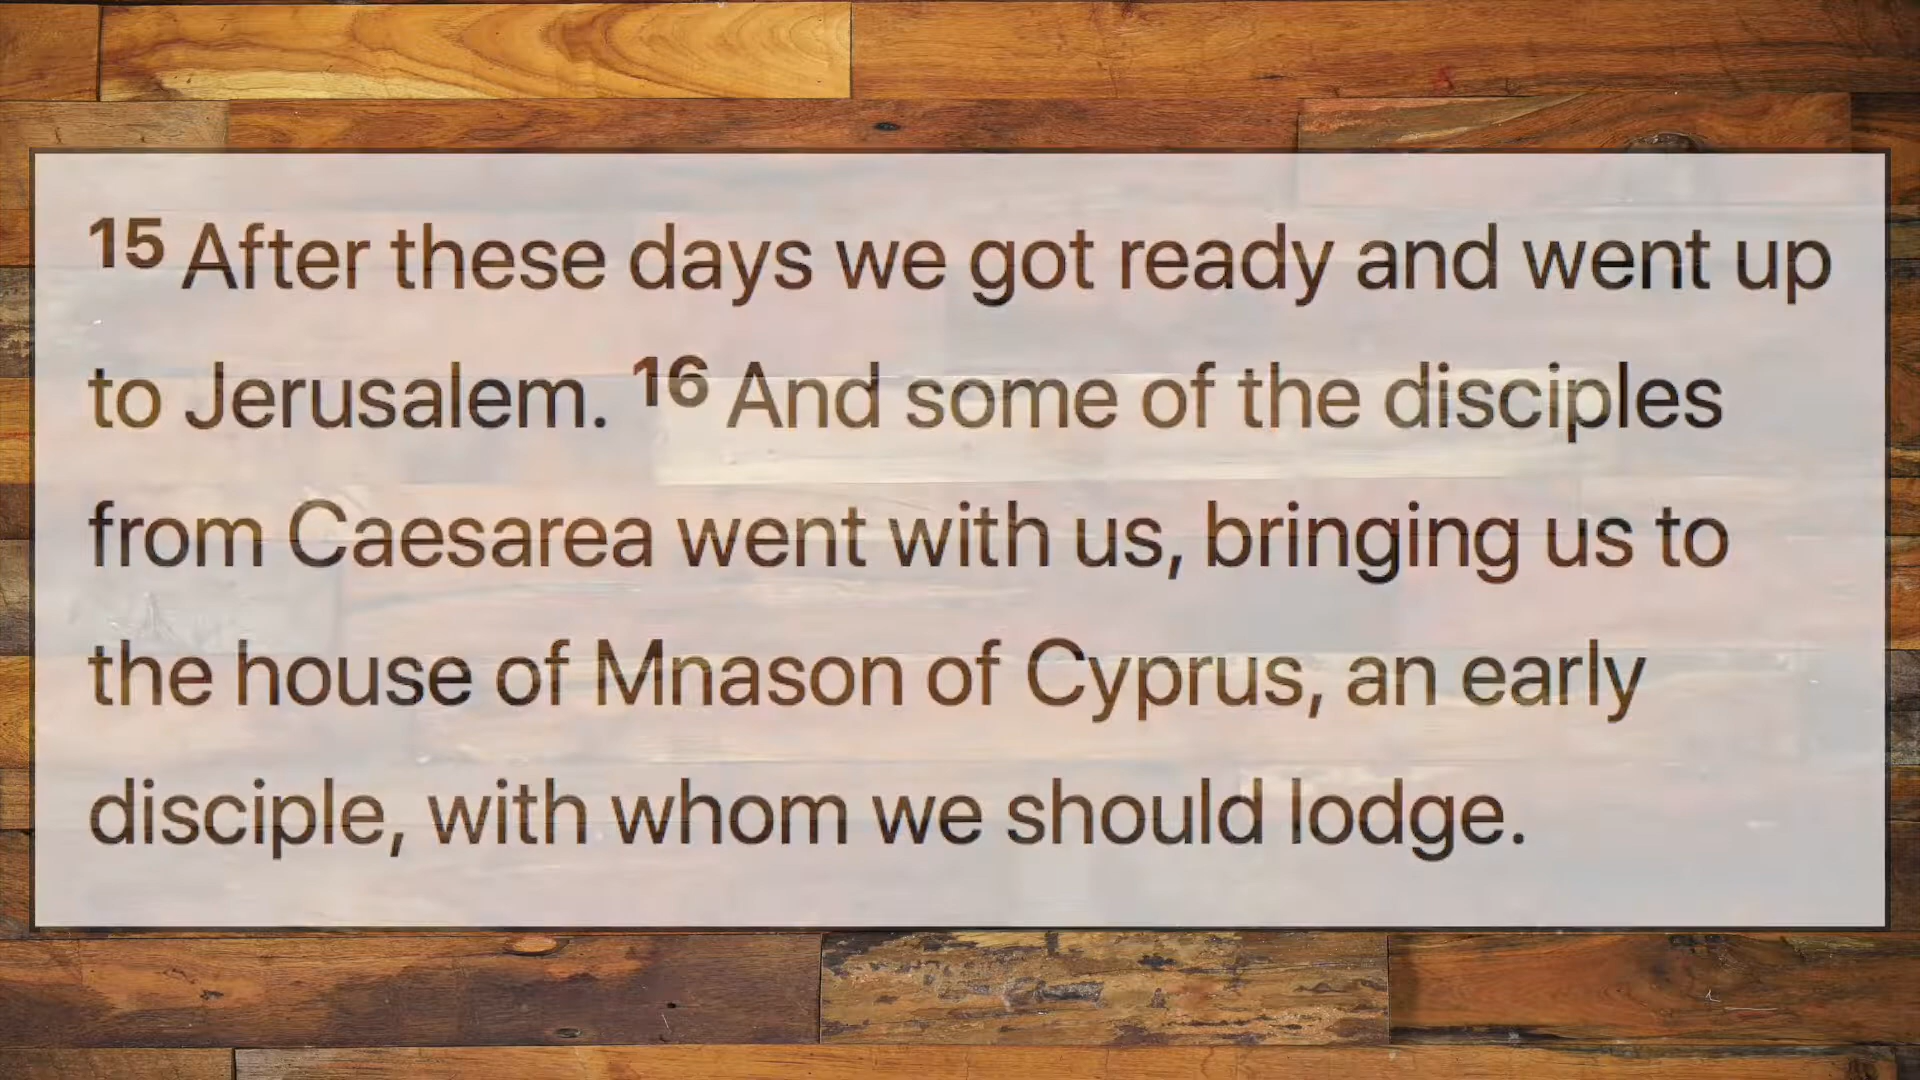 15 After these days we got ready and went up
to Jerusalem. 16 And some of the disciples
from Caesarea went with us, bringing us to
the house of Mnason of Cyprus, an early
disciple, with whom we should lodge.